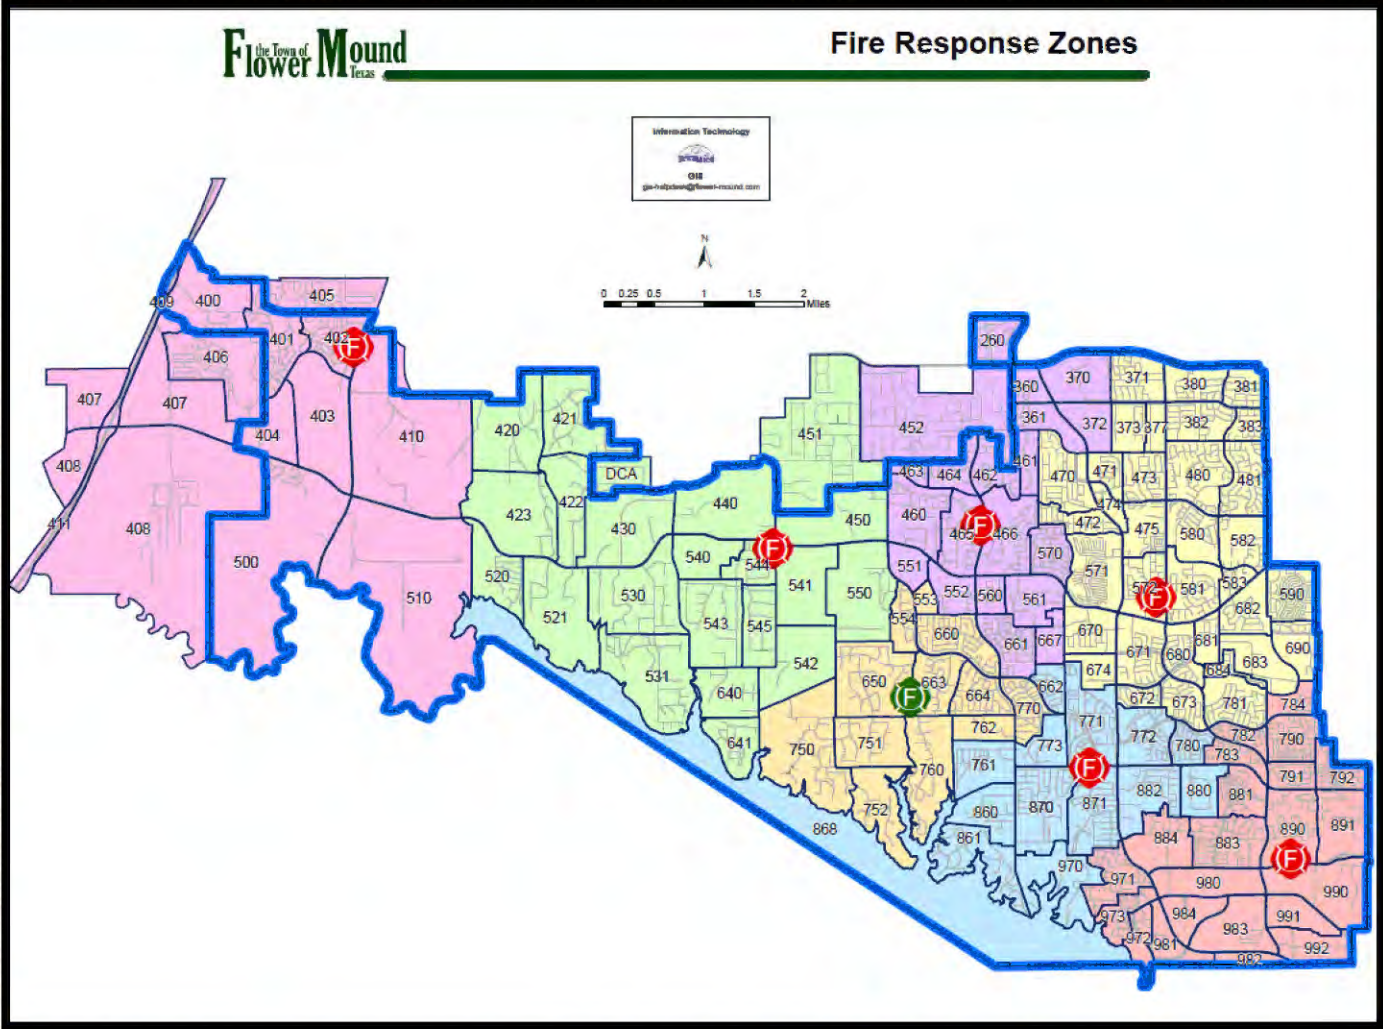 the Town of
Flower Mound
Texas
Fire Response Zones
Information Technology
GIS
gis-helpdesk@flower-mound.com
N
0 0.25 0.5 1 1.5 2
Miles
260
405
409 400
401 402
406
360 370 371 380 381
407 407
403 404 410
420 421
451 452
361 372 373 377 382 383
408
DCA
463 464 462 461
470 471 473 480 481
474
411 408
423 422 430 440 450 460
465 466
472 475 580 582
500
540 544 541 550
551 570 571
520 510 521 530
543 545
552 553 554 560 561
572 581 583 590 682
660 661 667 670 671 680 681 690
542 531
640 641
650 663 664 662
674 684 683
770 771 672 673 781 784
750 751 760 762 761
773 772 780 782 783 790
791 792
752 868
860 861 870 871
882 880 881
884 883 890 891
970 971 980 990
973 972 981 984 983 991 992
982
F
F
F
F
F
F
F